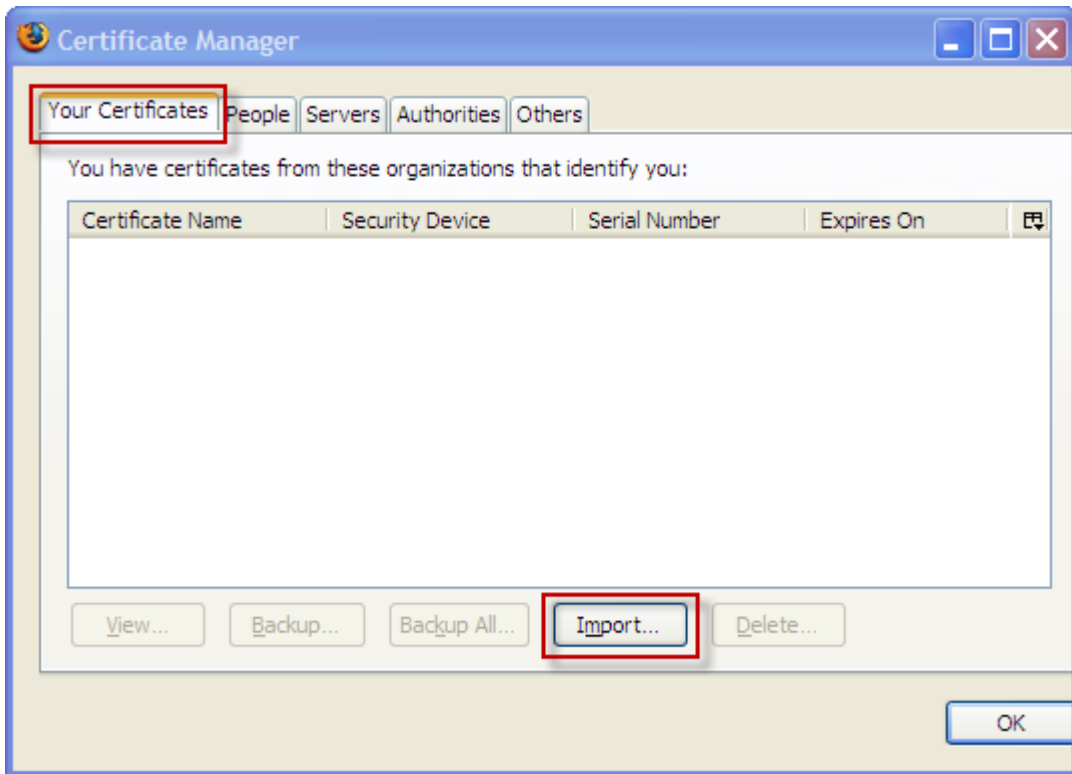 Certificate Manager
Your Certificates People Servers Authorities Others
You have certificates from these organizations that identify you:
Certificate Name Security Device Serial Number Expires On
View... Backup... Backup All... Import... Delete...
OK